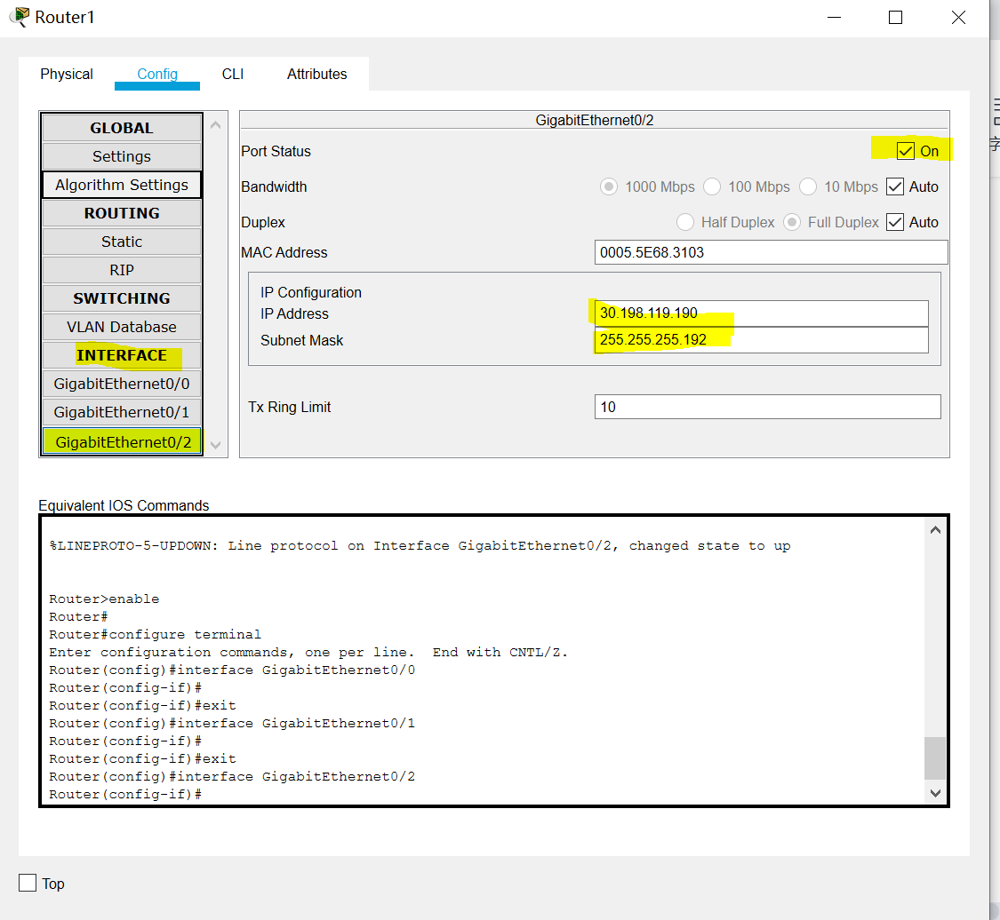 Router1
Physical Config CLI Attributes
GLOBAL
Settings
Algorithm Settings
ROUTING
Static
RIP
SWITCHING
VLAN Database
INTERFACE
GigabitEthernet0/0
GigabitEthernet0/1
GigabitEthernet0/2
GigabitEthernet0/2
Port Status On
Bandwidth 1000 Mbps 100 Mbps 10 Mbps Auto
Duplex Half Duplex Full Duplex Auto
MAC Address 0005.5E68.3103
IP Configuration
IP Address 30.198.119.190
Subnet Mask 255.255.255.192
Tx Ring Limit 10
Equivalent IOS Commands
%LINEPROTO-5-UPDOWN: Line protocol on Interface GigabitEthernet0/2, changed state to up
Router>enable
Router#
Router#configure terminal
Enter configuration commands, one per line.  End with CNTL/Z.
Router(config)#interface GigabitEthernet0/0
Router(config-if)#
Router(config-if)#exit
Router(config)#interface GigabitEthernet0/1
Router(config-if)#
Router(config-if)#exit
Router(config)#interface GigabitEthernet0/2
Router(config-if)#
Top